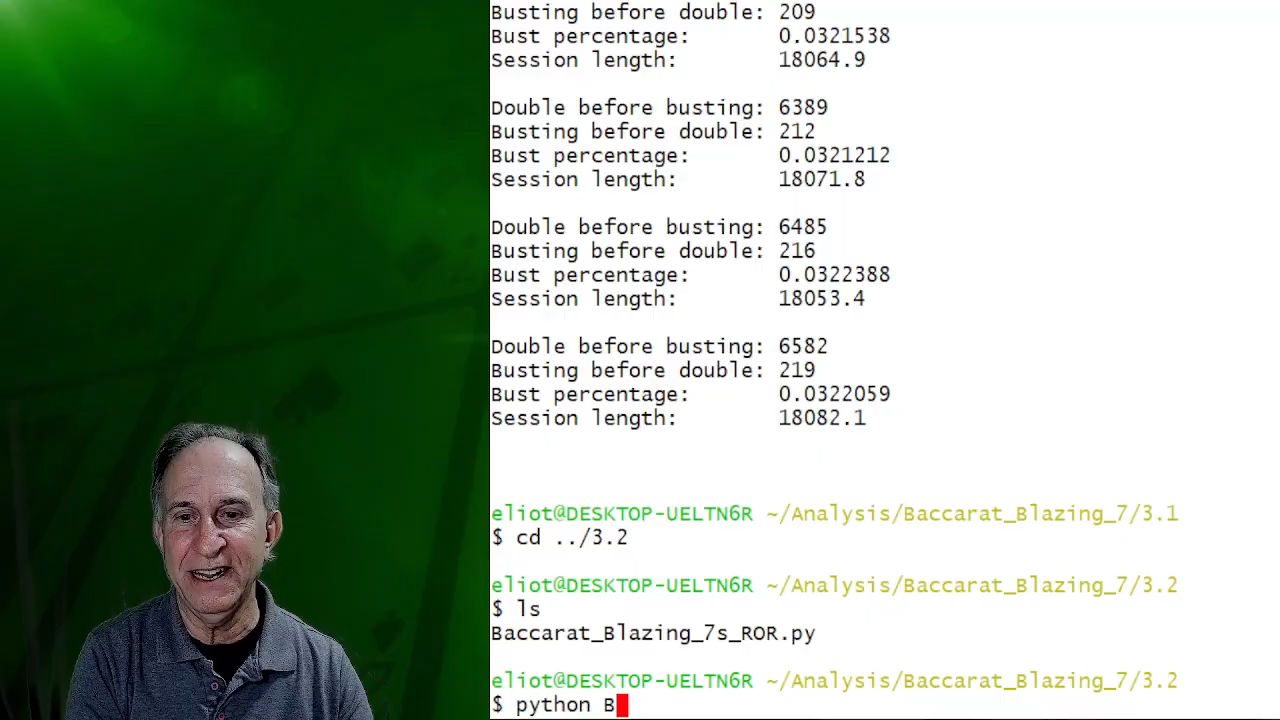 Busting before double: 209
Bust percentage: 0.0321538
Session length: 18064.9
Double before busting: 6389
Busting before double: 212
Bust percentage: 0.0321212
Session length: 18071.8
Double before busting: 6485
Busting before double: 216
Bust percentage: 0.0322388
Session length: 18053.4
Double before busting: 6582
Busting before double: 219
Bust percentage: 0.0322059
Session length: 18082.1
eliot@DESKTOP-UELTN6R ~/Analysis/Baccarat_Blazing_7/3.1
$ cd ../3.2
eliot@DESKTOP-UELTN6R ~/Analysis/Baccarat_Blazing_7/3.2
$ ls
Baccarat_Blazing_7s_ROR.py
eliot@DESKTOP-UELTN6R ~/Analysis/Baccarat_Blazing_7/3.2
$ python B